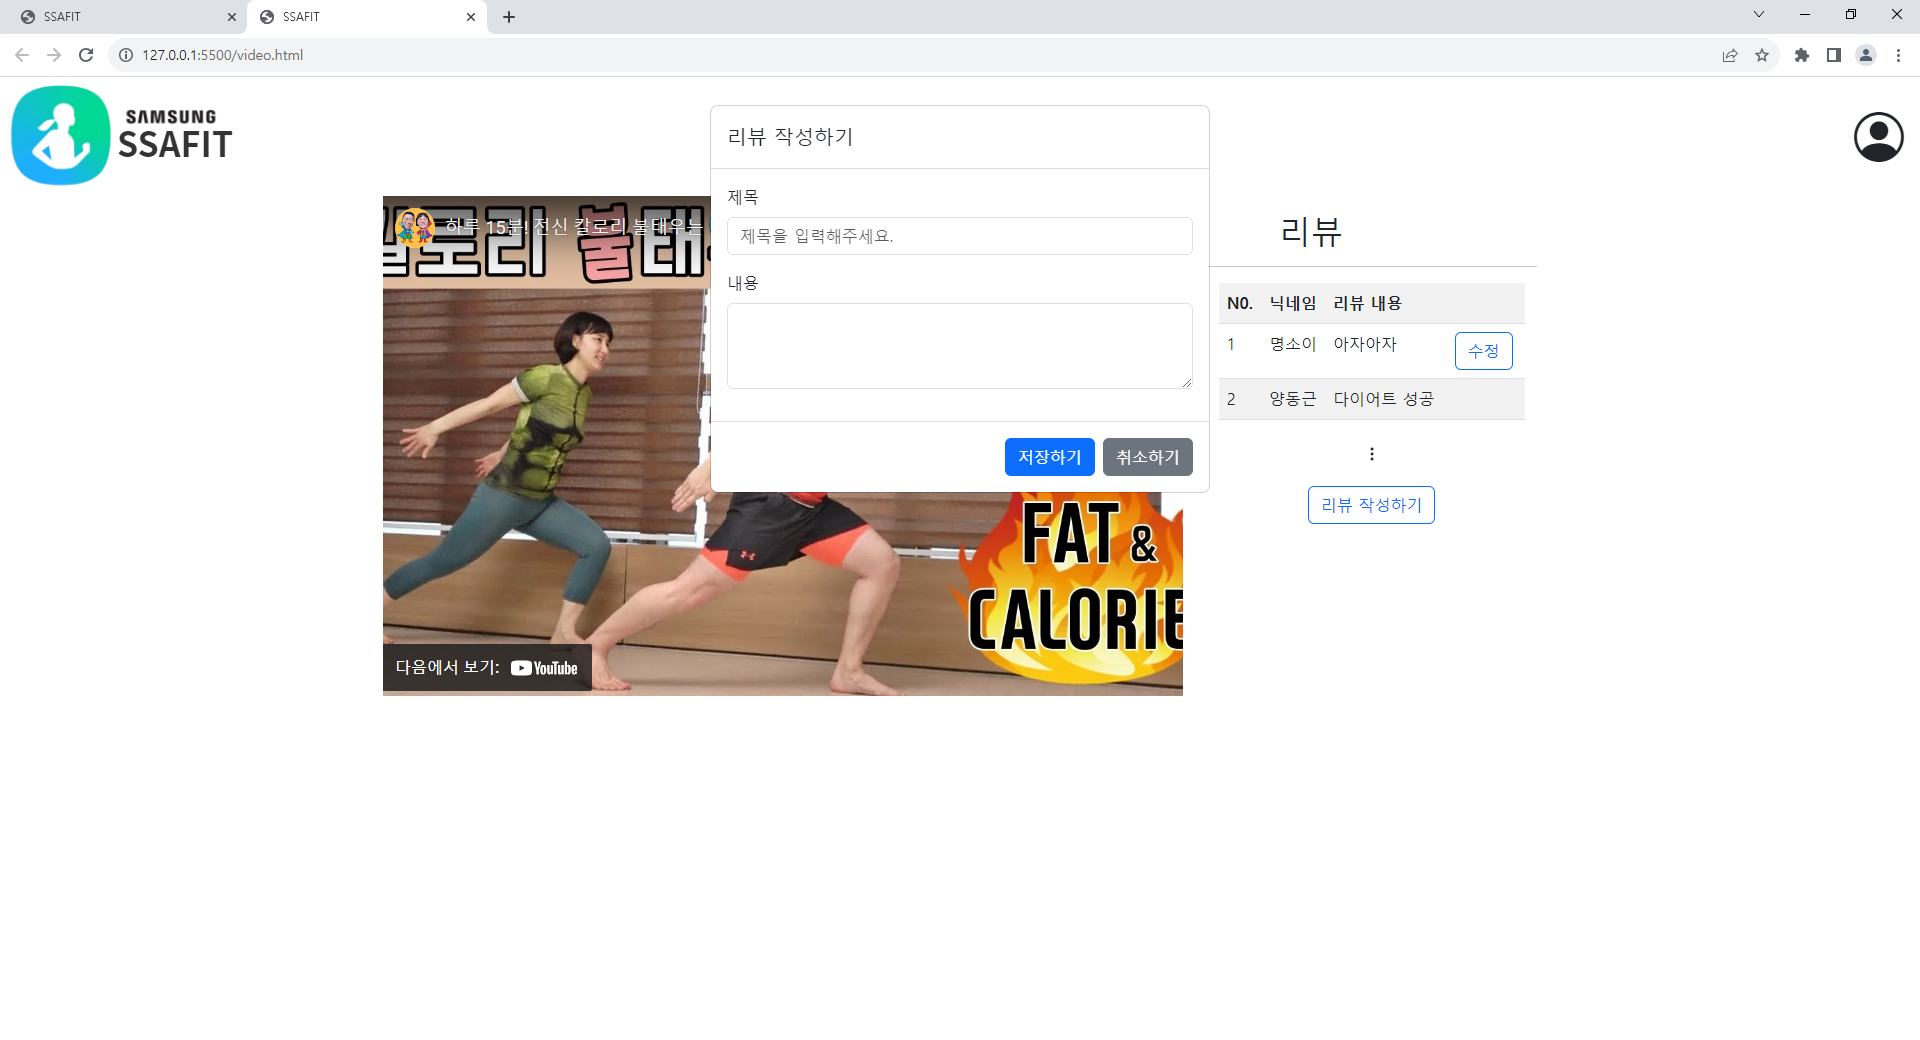 SSAFIT
SSAFIT
127.0.0.1:5500/video.html
SAMSUNG
SSAFIT
리뷰 작성하기
제목
제목을 입력해주세요.
내용
저장하기 취소하기
하루 15분! 전신 칼로리 불태우는
칼로리 불태우
FAT &
CALORIE
다음에서 보기: YouTube
리뷰
N0. 닉네임 리뷰 내용
1 명소이 아자아자 수정
2 양동근 다이어트 성공
리뷰 작성하기